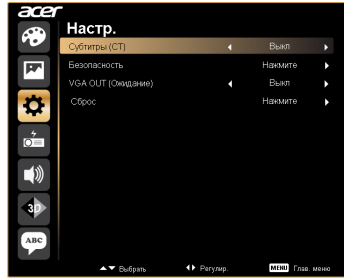 acer
Настр.
Субтитры (CT) Выкл
Безопасность Нажмите
VGA OUT (Ожидание) Выкл
Сброс Нажмите
3D
ABC
Выбрать Регулир. MENU Глав. меню